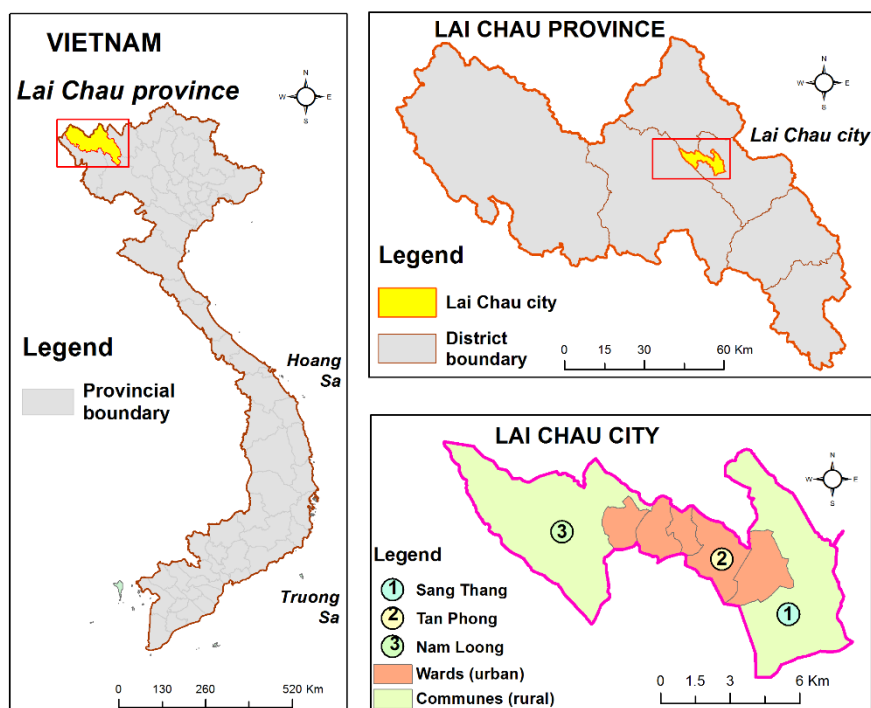 VIETNAM
Lai Chau province
N
W E
S
Legend
Provincial
boundary
Hoang
Sa
Truong
Sa
0 130 260 520 Km
LAI CHAU PROVINCE
N
W E
S
Lai Chau city
Legend
Lai Chau city
District
boundary
0 15 30 60 Km
LAI CHAU CITY
N
W E
S
3
2
1
Legend
1 Sang Thang
2 Tan Phong
3 Nam Loong
Wards (urban)
Communes (rural)
0 1.5 3 6 Km